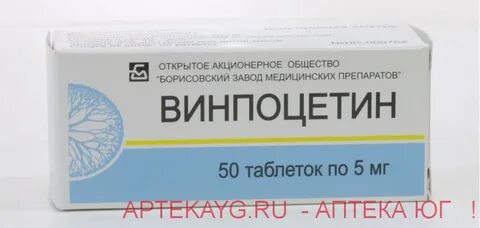 ОТКРЫТОЕ АКЦИОНЕРНОЕ ОБЩЕСТВО
"БОРИСОВСКИЙ ЗАВОД МЕДИЦИНСКИХ ПРЕПАРАТОВ"
ВИНПОЦЕТИН
50 таблеток по 5 мг
APTEKAYG.RU - АПТЕКА ЮГ !